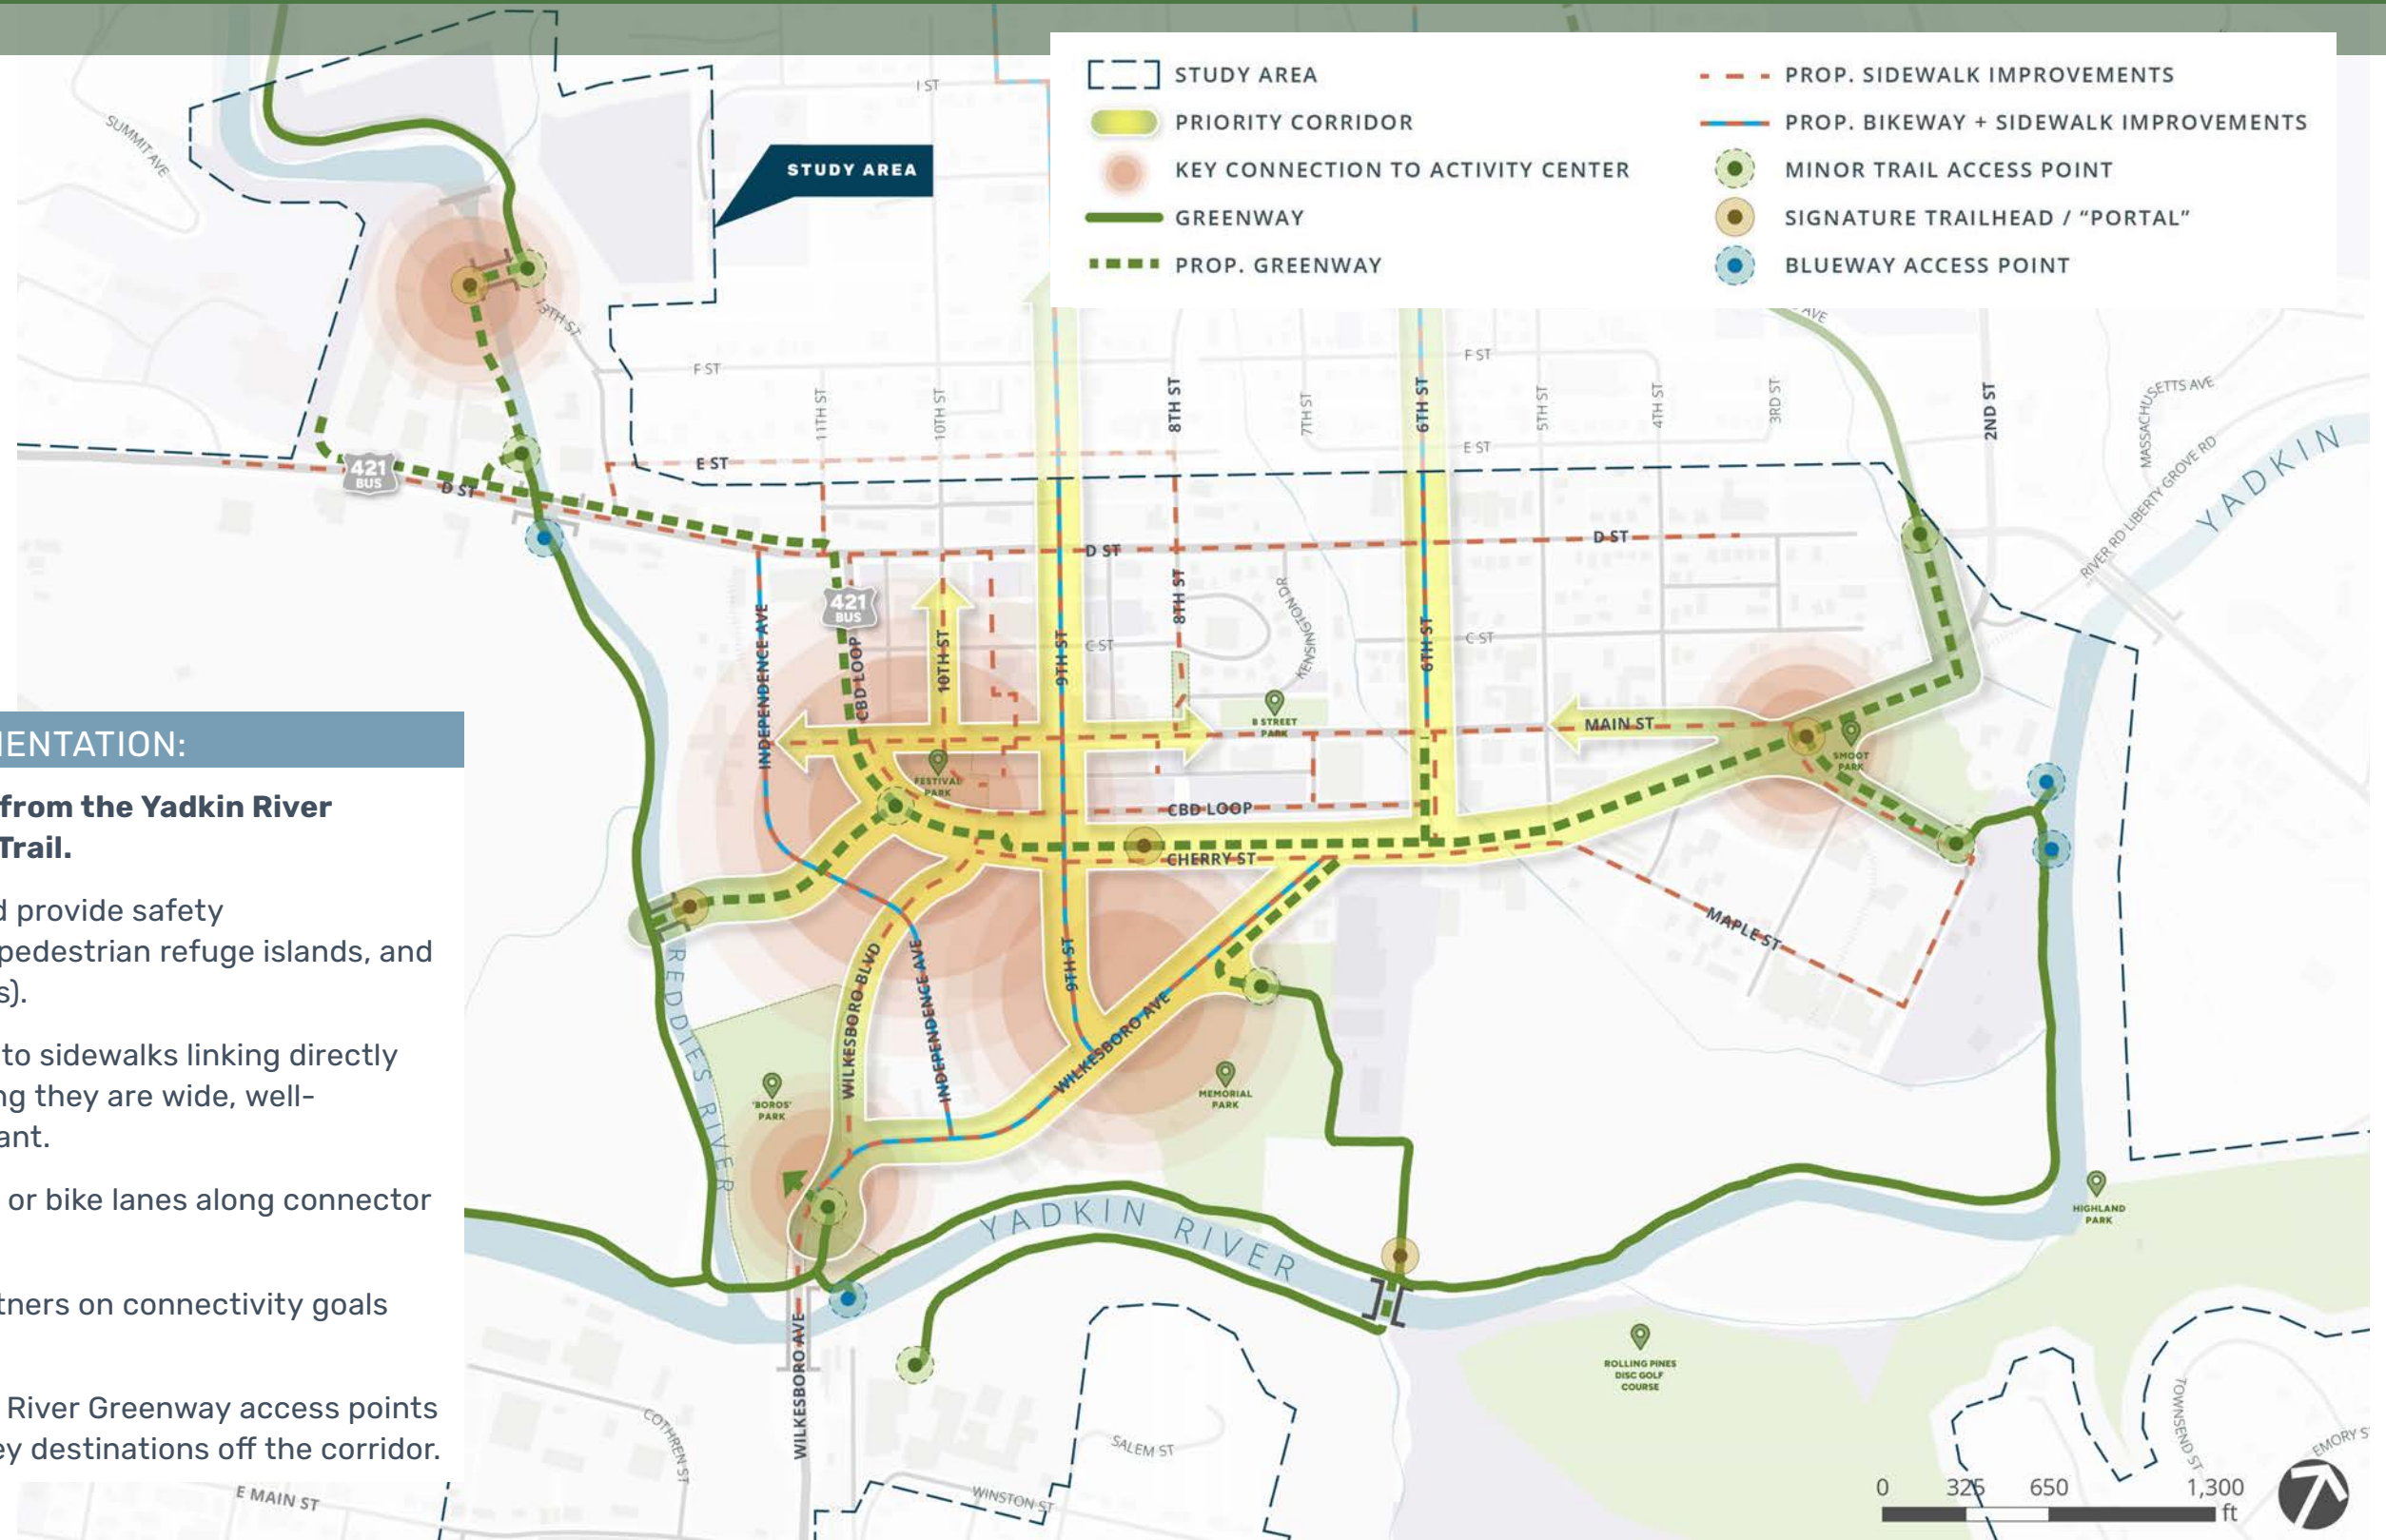 STUDY AREA
PRIORITY CORRIDOR
KEY CONNECTION TO ACTIVITY CENTER
GREENWAY
PROP. GREENWAY
PROP. SIDEWALK IMPROVEMENTS
PROP. BIKEWAY + SIDEWALK IMPROVEMENTS
MINOR TRAIL ACCESS POINT
SIGNATURE TRAILHEAD / “PORTAL”
BLUEWAY ACCESS POINT
I ST
SUMMIT AVE
STUDY AREA
13TH ST
AVE
F ST
F ST
11TH ST
10TH ST
8TH ST
7TH ST
6TH ST
5TH ST
4TH ST
3RD ST
2ND ST
MASSACHUSETTS AVE
RIVER RD LIBERTY GROVE RD
YADKIN
E ST
E ST
421
BUS
D ST
D ST
D ST
421
BUS
INDEPENDENCE AVE
CBD LOOP
10TH ST
9TH ST
C ST
8TH ST
KENSINGTON DR
6TH ST
C ST
B STREET
PARK
MAIN ST
SMOOT
PARK
FESTIVAL
PARK
CBD LOOP
CHERRY ST
MAPLE ST
REDDIES RIVER
WILKESBORO BLVD
INDEPENDENCE AVE
9TH ST
WILKESBORO AVE
'BOROS'
PARK
MEMORIAL
PARK
HIGHLAND
PARK
YADKIN RIVER
WILKESBORO AVE
ROLLING PINES
DISC GOLF
COURSE
COTHREN ST
SALEM ST
WINSTON ST
TOWNSEND ST
EMORY S
E MAIN ST
0 325 650 1,300
ft
ENTATION:
from the Yadkin River
Trail.
d provide safety
pedestrian refuge islands, and
s).
to sidewalks linking directly
ng they are wide, well-
ant.
or bike lanes along connector
tners on connectivity goals
River Greenway access points
ey destinations off the corridor.